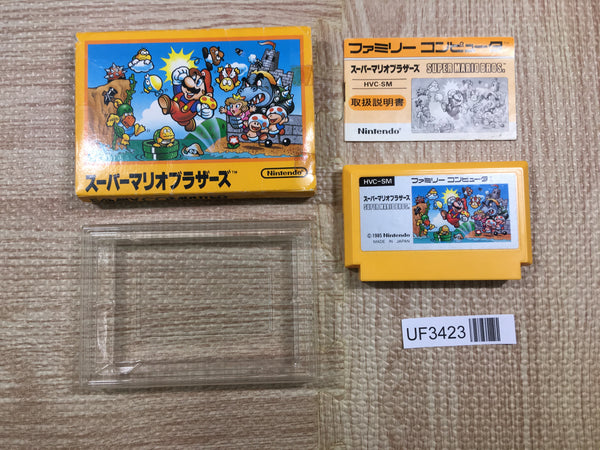 スーパーマリオブラザーズ™
Nintendo
ファミリー コンピュータ
スーパーマリオブラザーズ SUPER MARIO BROS.
HVC-SM
取扱説明書
Nintendo
HVC-SM ファミリー コンピュータ
スーパーマリオブラザーズ
SUPER MARIO BROS.
© 1985 Nintendo
MADE IN JAPAN
UF3423